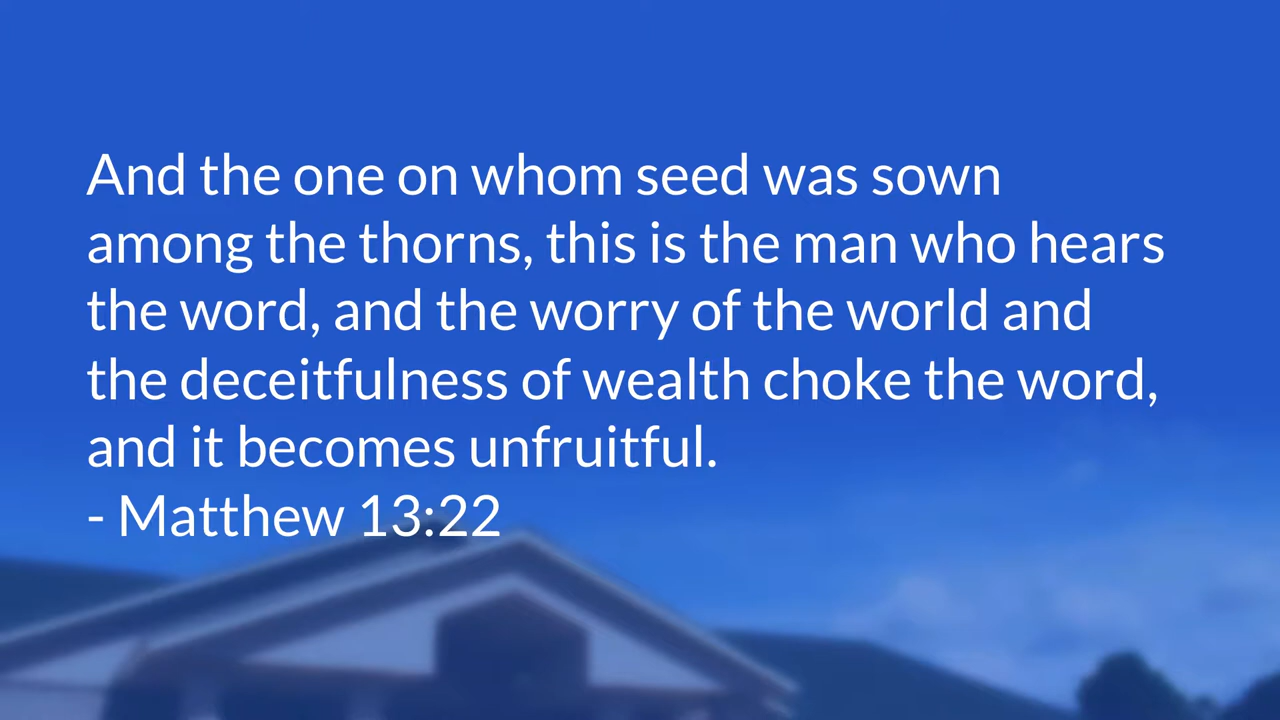 And the one on whom seed was sown
among the thorns, this is the man who hears
the word, and the worry of the world and
the deceitfulness of wealth choke the word,
and it becomes unfruitful.
- Matthew 13:22